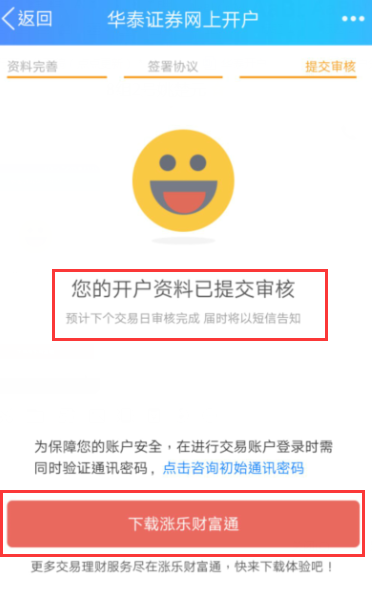 返回 华泰证券网上开户
资料完善 签署协议 提交审核
您的开户资料已提交审核
预计下个交易日审核完成 届时将以短信告知
为保障您的账户安全，在进行交易账户登录时需
同时验证通讯密码，点击咨询初始通讯密码
下载涨乐财富通
更多交易理财服务尽在涨乐财富通，快来下载体验吧！